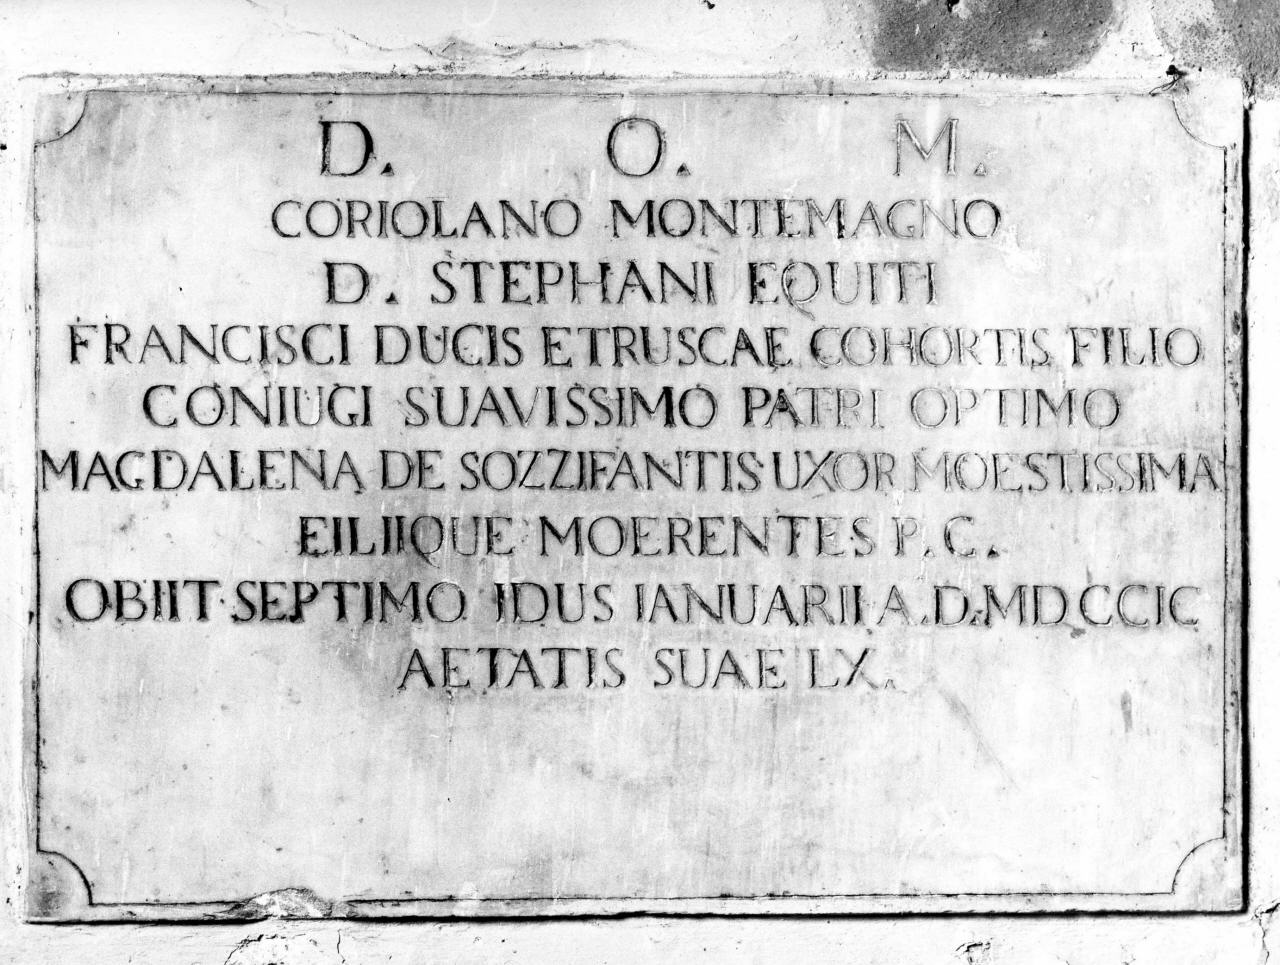 D. O. M.
CORIOLANO MONTEMAGNO
D. STEPHANI EQUITI
FRANCISCI DUCIS ETRUSCAE COHORTIS FILIO
CONIUGI SUAVISSIMO PATRI OPTIMO
MAGDALENA DE SOZZIFANTIS UXOR MOESTISSIMA
EILIIQUE MOERENTES P. C.
OBIIT SEPTIMO IDUS IANUARII A. D. MDCCIC
AETATIS SUAE LX.